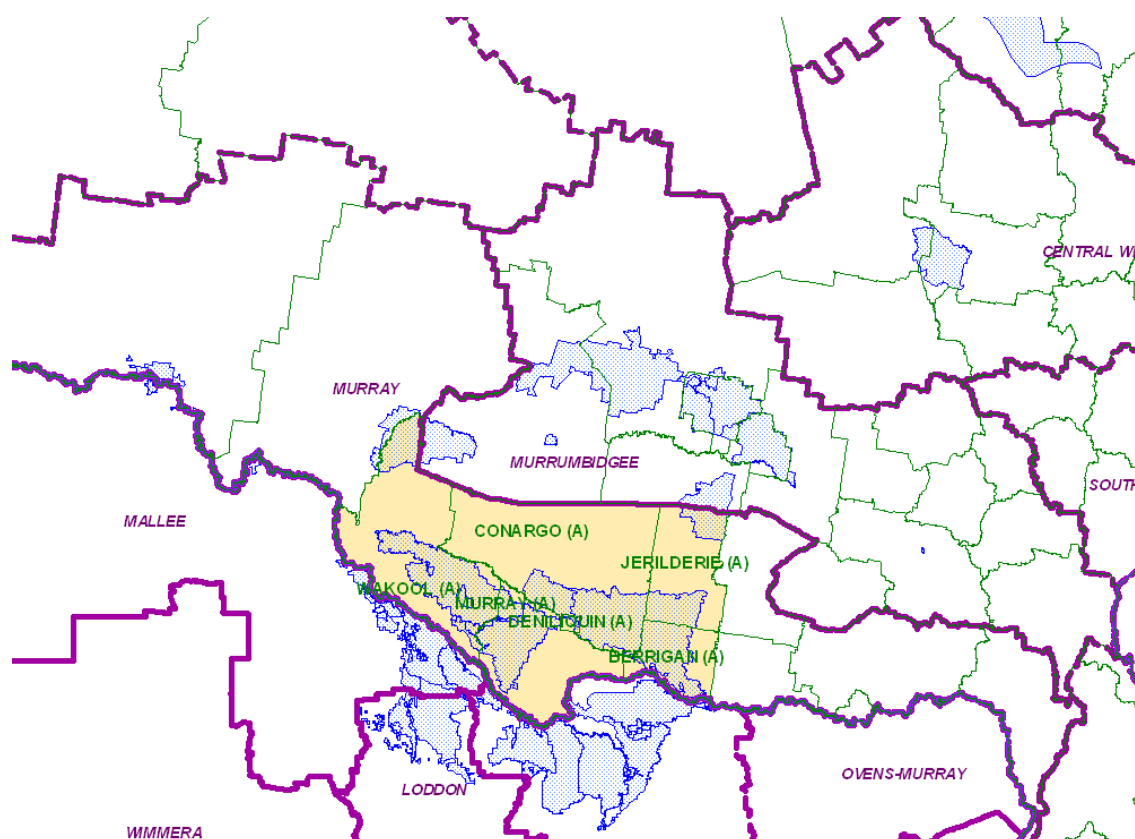 CENTRAL W
MURRAY
MURRUMBIDGEE
SOUTH
MALLEE
CONARGO (A)
JERILDERIE (A)
WAKOOL (A)
MURRAY (A)
DENILIQUIN (A)
BERRIGAN (A)
OVENS-MURRAY
LODDON
WIMMERA